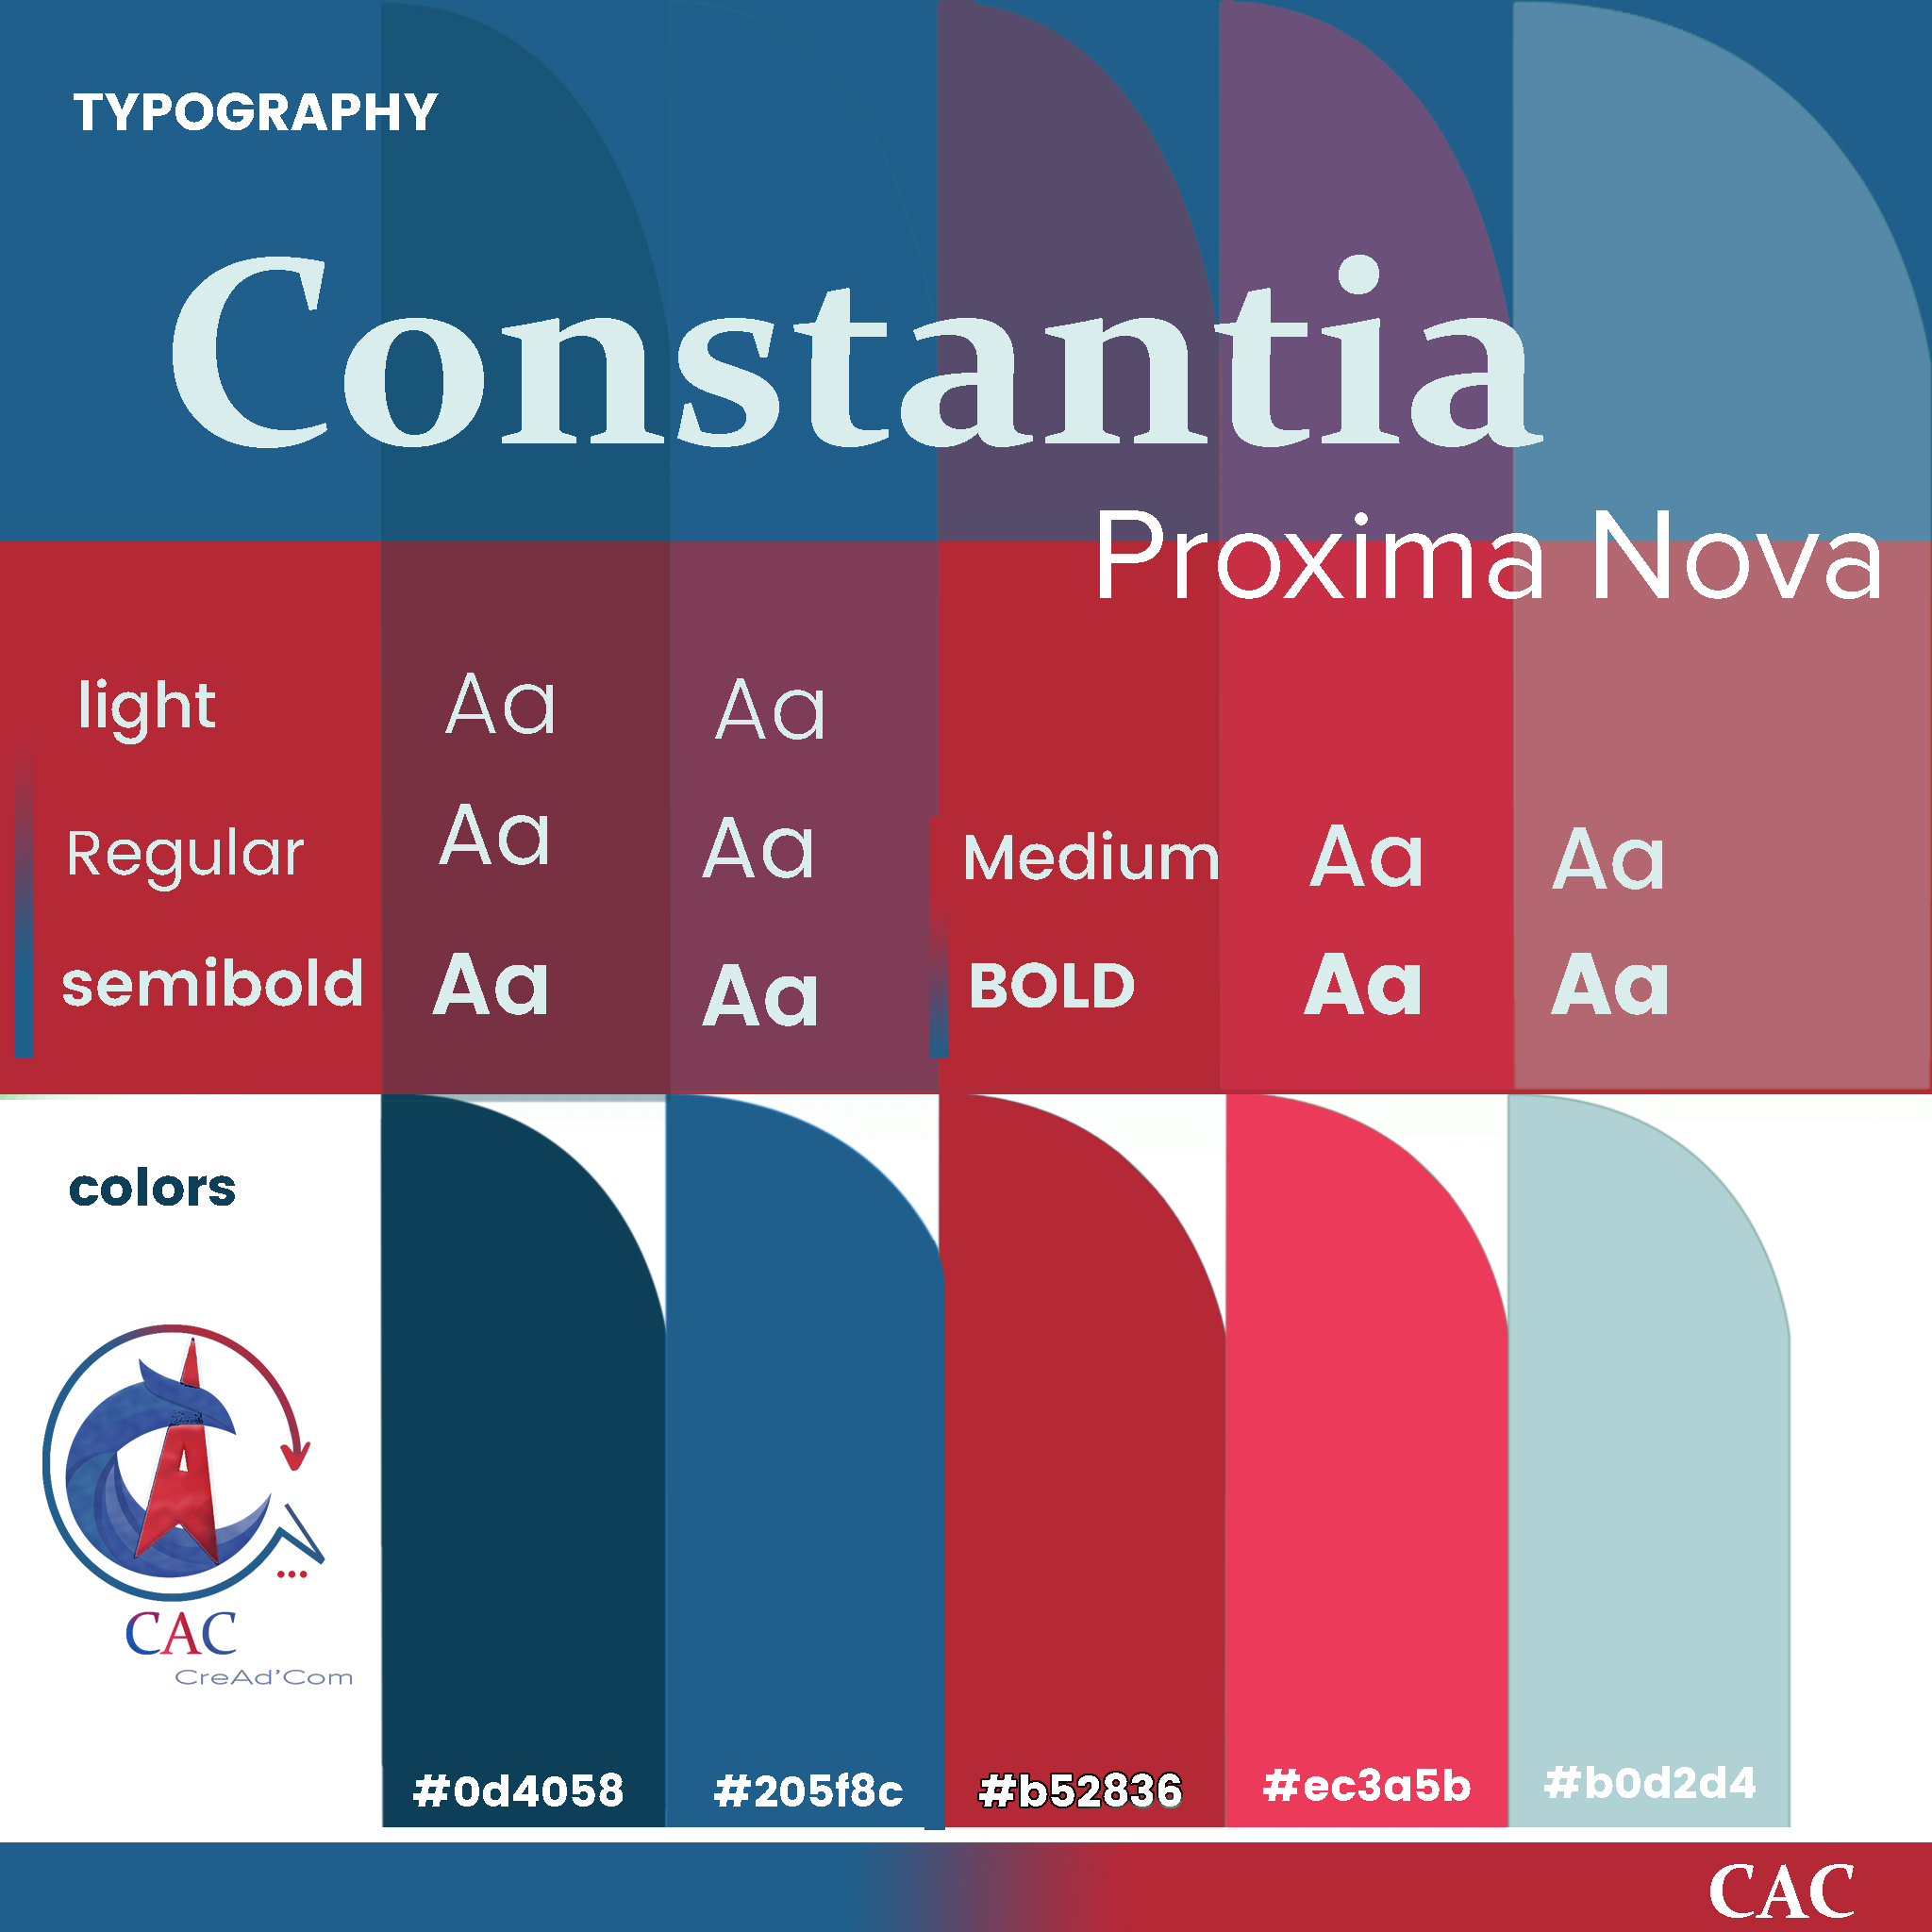 TYPOGRAPHY
Constantia
Proxima Nova
light Aa Aa
Regular Aa Aa Medium Aa Aa
semibold Aa Aa BOLD Aa Aa
colors
A
CAC
CreAd'Com
#0d4058 #205f8c #b52836 #ec3a5b #b0d2d4
CAC